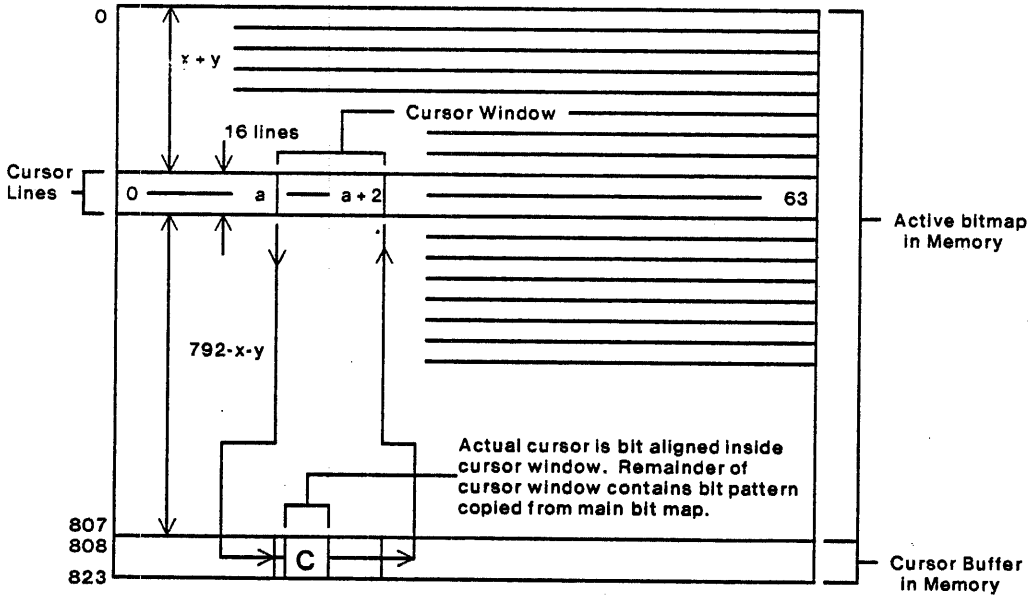 0
x + y
Cursor Window
16 lines
Cursor
Lines
0
a
a + 2
63
Active bitmap
in Memory
792-x-y
Actual cursor is bit aligned inside
cursor window. Remainder of
cursor window contains bit pattern
copied from main bit map.
807
808
C
823
Cursor Buffer
in Memory